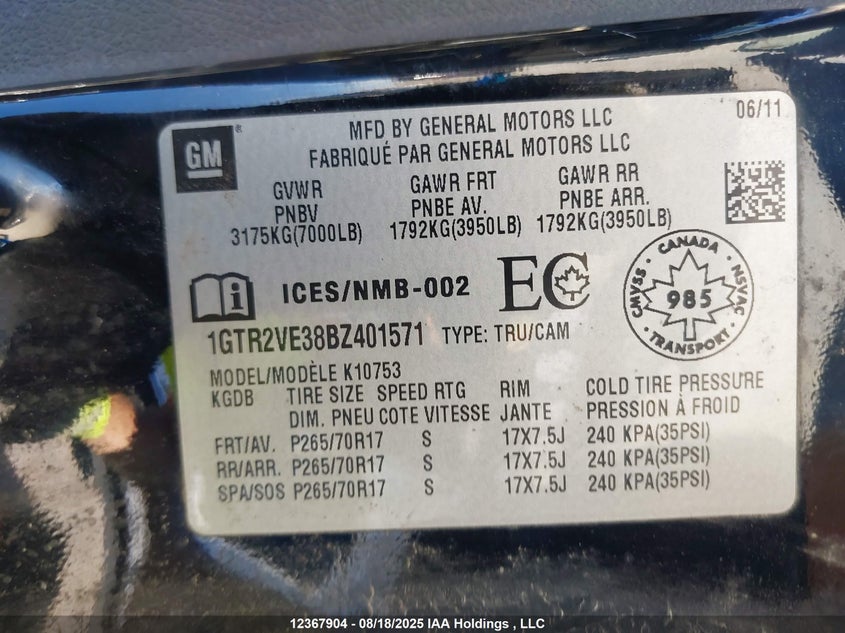 GM
MFD BY GENERAL MOTORS LLC
06/11
FABRIQUÉ PAR GENERAL MOTORS LLC
GVWR GAWR FRT GAWR RR
PNBV PNBE AV. PNBE ARR.
3175KG(7000LB) 1792KG(3950LB) 1792KG(3950LB)
ICES/NMB-002 EC
CANADA
CMVSS 985 NSVAC
TRANSPORT
1GTR2VE38BZ401571 TYPE: TRU/CAM
MODEL/MODÈLE K10753
KGDB TIRE SIZE SPEED RTG RIM COLD TIRE PRESSURE
DIM. PNEU COTE VITESSE JANTE PRESSION À FROID
FRT/AV. P265/70R17 S 17X7.5J 240 KPA(35PSI)
RR/ARR. P265/70R17 S 17X7.5J 240 KPA(35PSI)
SPA/SOS P265/70R17 S 17X7.5J 240 KPA(35PSI)
12367904 - 08/18/2025 IAA Holdings , LLC